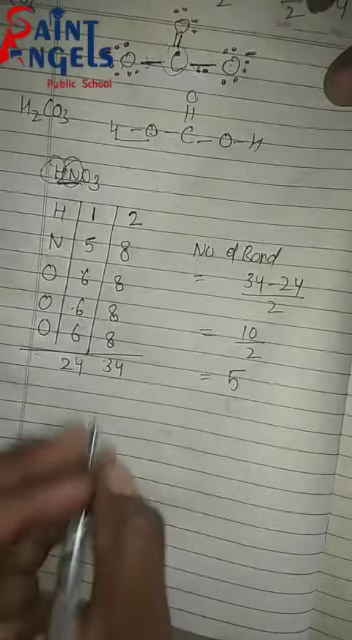 SAINT
ANGELS
Public School
H2CO3
O
H-O-C-O-H
HNO3
H 1 2
N 5 8
O 6 8
O 6 8
O 6 8
24 34
No of Bond
= 34-24
2
= 10
2
= 5